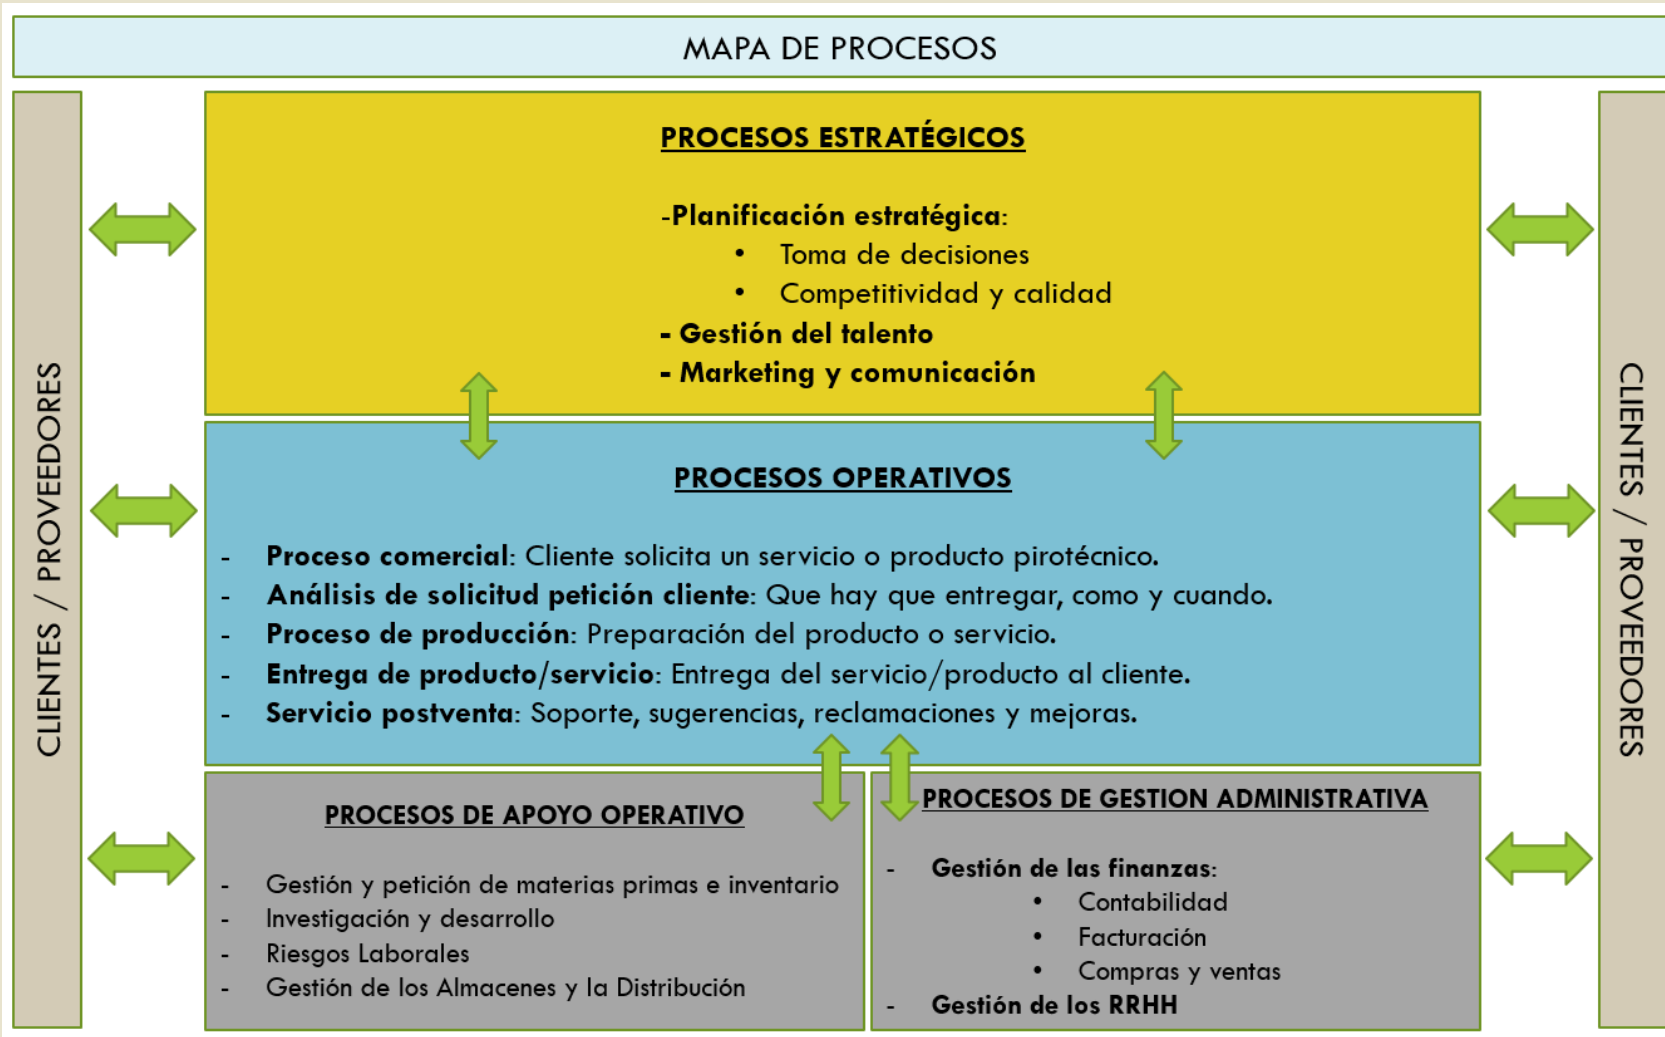 MAPA DE PROCESOS
CLIENTES / PROVEEDORES
PROCESOS ESTRATÉGICOS
-Planificación estratégica:
• Toma de decisiones
• Competitividad y calidad
- Gestión del talento
- Marketing y comunicación
PROCESOS OPERATIVOS
- Proceso comercial: Cliente solicita un servicio o producto pirotécnico.
- Análisis de solicitud petición cliente: Que hay que entregar, como y cuando.
- Proceso de producción: Preparación del producto o servicio.
- Entrega de producto/servicio: Entrega del servicio/producto al cliente.
- Servicio postventa: Soporte, sugerencias, reclamaciones y mejoras.
PROCESOS DE APOYO OPERATIVO
- Gestión y petición de materias primas e inventario
- Investigación y desarrollo
- Riesgos Laborales
- Gestión de los Almacenes y la Distribución
PROCESOS DE GESTION ADMINISTRATIVA
- Gestión de las finanzas:
• Contabilidad
• Facturación
• Compras y ventas
- Gestión de los RRHH
CLIENTES / PROVEEDORES